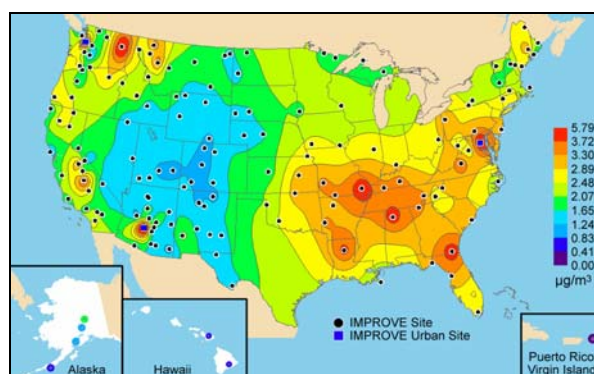 5.79
3.72
3.30
2.89
2.48
2.07
1.65
1.24
0.83
0.41
0.00
µg/m³
IMPROVE Site
IMPROVE Urban Site
Alaska
Hawaii
Puerto Rico
Virgin Island